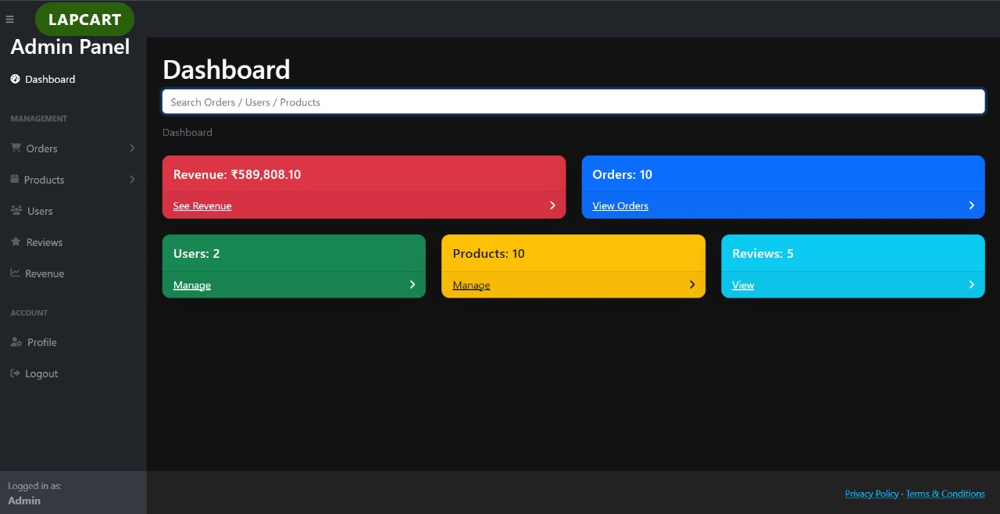 LAPCART
Admin Panel
Dashboard
MANAGEMENT
Orders
Products
Users
Reviews
Revenue
ACCOUNT
Profile
Logout
Logged in as:
Admin
Dashboard
Search Orders / Users / Products
Dashboard
Revenue: ₹589,808.10
See Revenue
Orders: 10
View Orders
Users: 2
Manage
Products: 10
Manage
Reviews: 5
View
Privacy Policy · Terms & Conditions